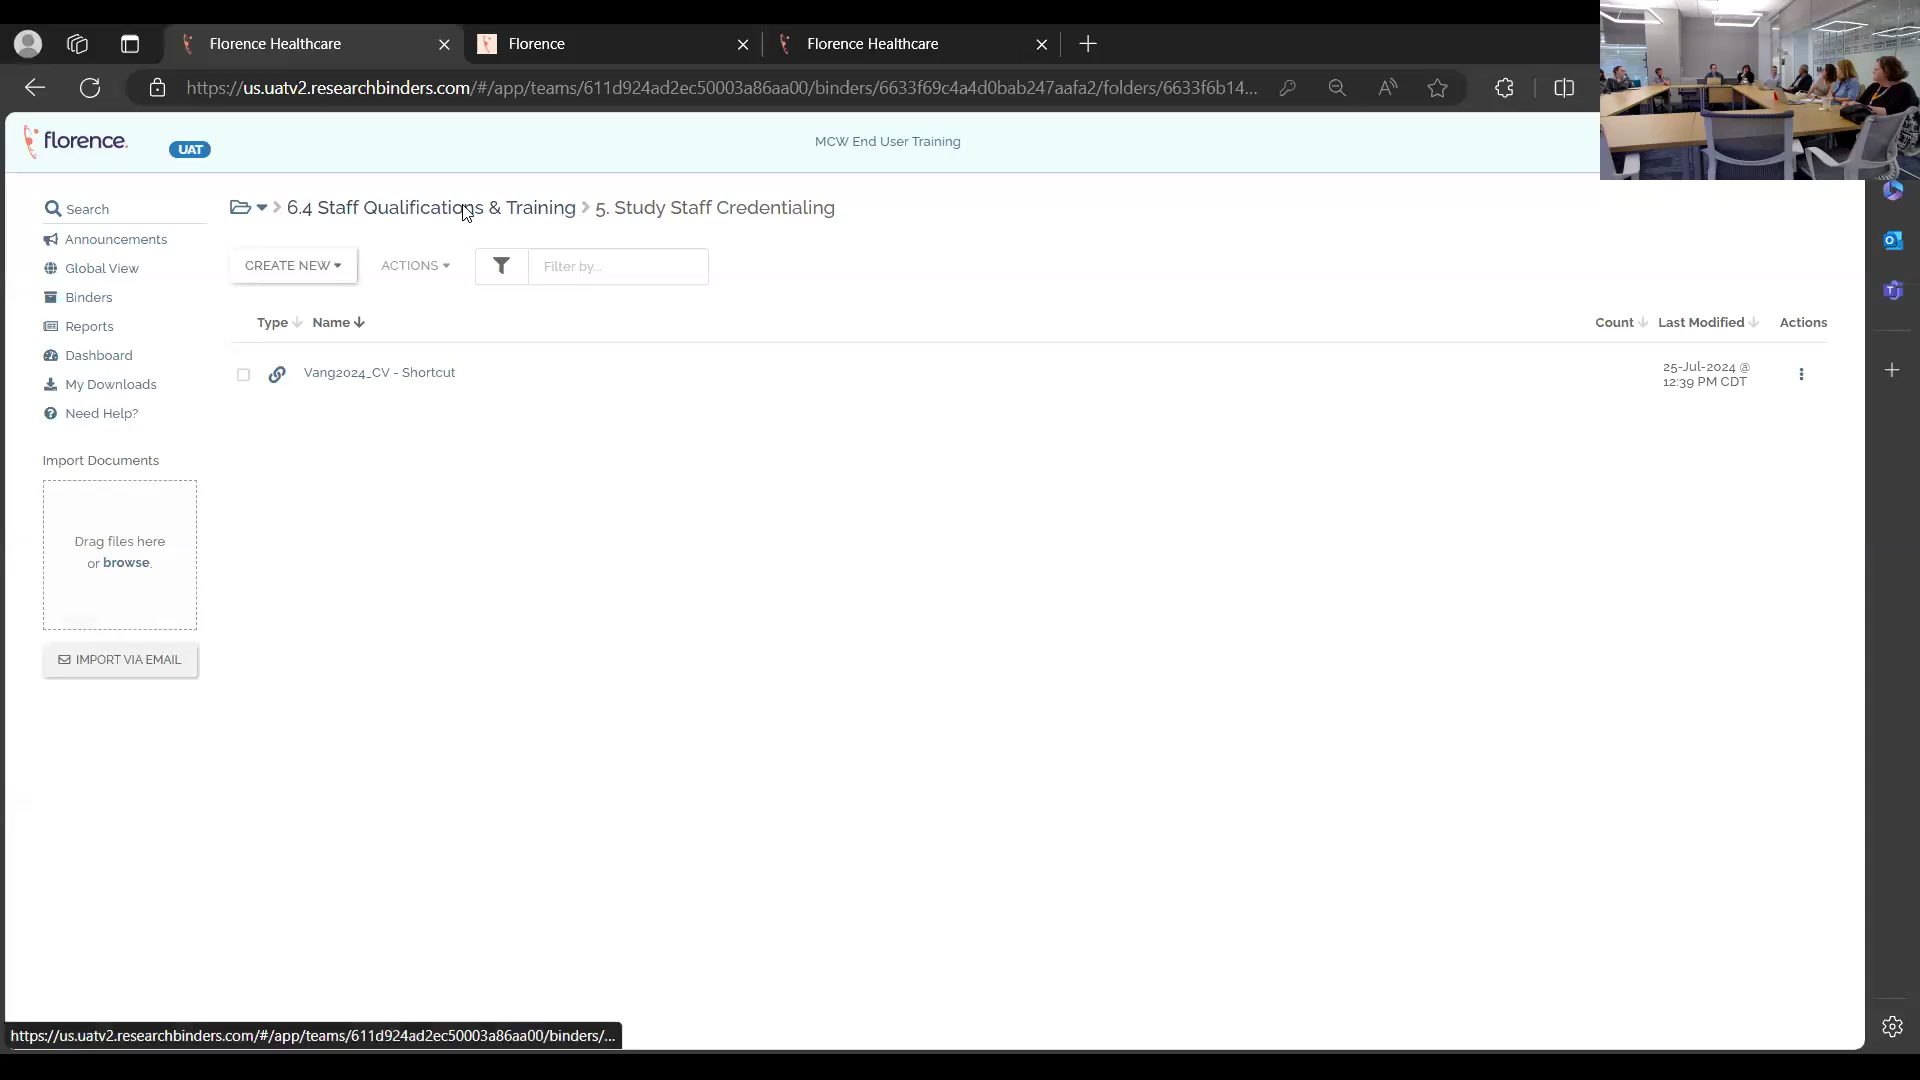 Florence Healthcare
Florence
Florence Healthcare
https://us.uatv2.researchbinders.com/#/app/teams/611d924ad2ec50003a86aa00/binders/6633f69c4a4d0bab247aafa2/folders/6633f6b14...
florence.
UAT
MCW End User Training
Search
Announcements
Global View
Binders
Reports
Dashboard
My Downloads
Need Help?
Import Documents
Drag files here
or browse.
IMPORT VIA EMAIL
6.4 Staff Qualifications & Training > 5. Study Staff Credentialing
CREATE NEW
ACTIONS
Filter by...
Type Name Count Last Modified Actions
Vang2024_CV - Shortcut
25-Jul-2024 @
12:39 PM CDT
https://us.uatv2.researchbinders.com/#/app/teams/611d924ad2ec50003a86aa00/binders/...